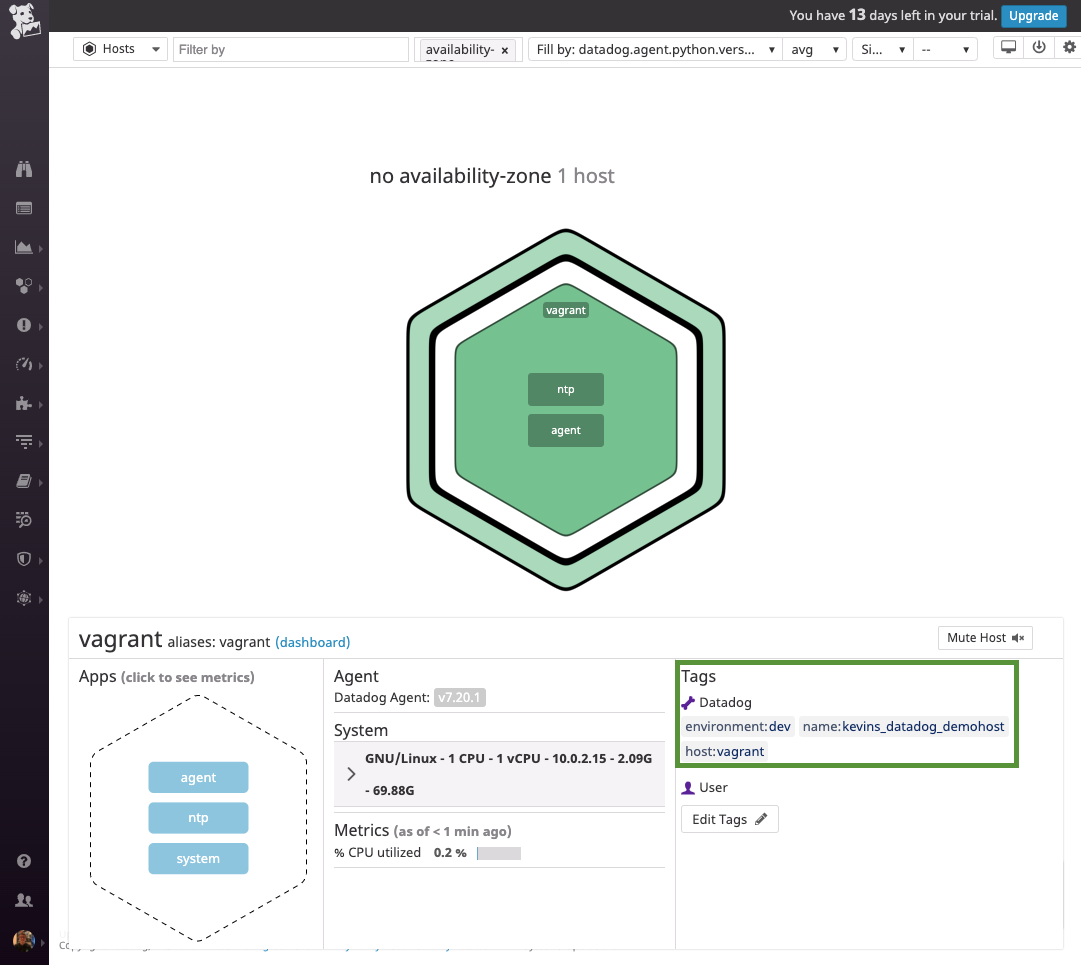 You have 13 days left in your trial. Upgrade
Hosts Filter by availability- x Fill by: datadog.agent.python.vers... avg Si... --
no availability-zone 1 host
vagrant
ntp
agent
vagrant aliases: vagrant (dashboard)
Mute Host
Apps (click to see metrics)
agent
ntp
system
Agent
Datadog Agent: v7.20.1
System
GNU/Linux - 1 CPU - 1 vCPU - 10.0.2.15 - 2.09G
- 69.88G
Metrics (as of < 1 min ago)
% CPU utilized 0.2 %
Tags
Datadog
environment:dev name:kevins_datadog_demohost
host:vagrant
User
Edit Tags